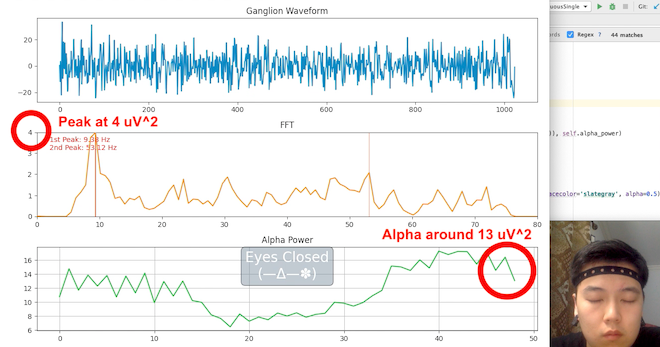 Ganglion Waveform
20
0
−20
0
200
400
600
800
1000
Peak at 4 uV^2
FFT
4
3
2
1
0
1st Peak: 9.38 Hz
2nd Peak: 53.12 Hz
0
10
20
30
40
50
60
70
80
Alpha around 13 uV^2
Alpha Power
Eyes Closed
(—Δ—✽)
16
14
12
10
8
6
0
10
20
30
40
50
uousSingle
Git:
Regex ?
44 matches
)), self.alpha_power)
acecolor='slategray', alpha=0.5)